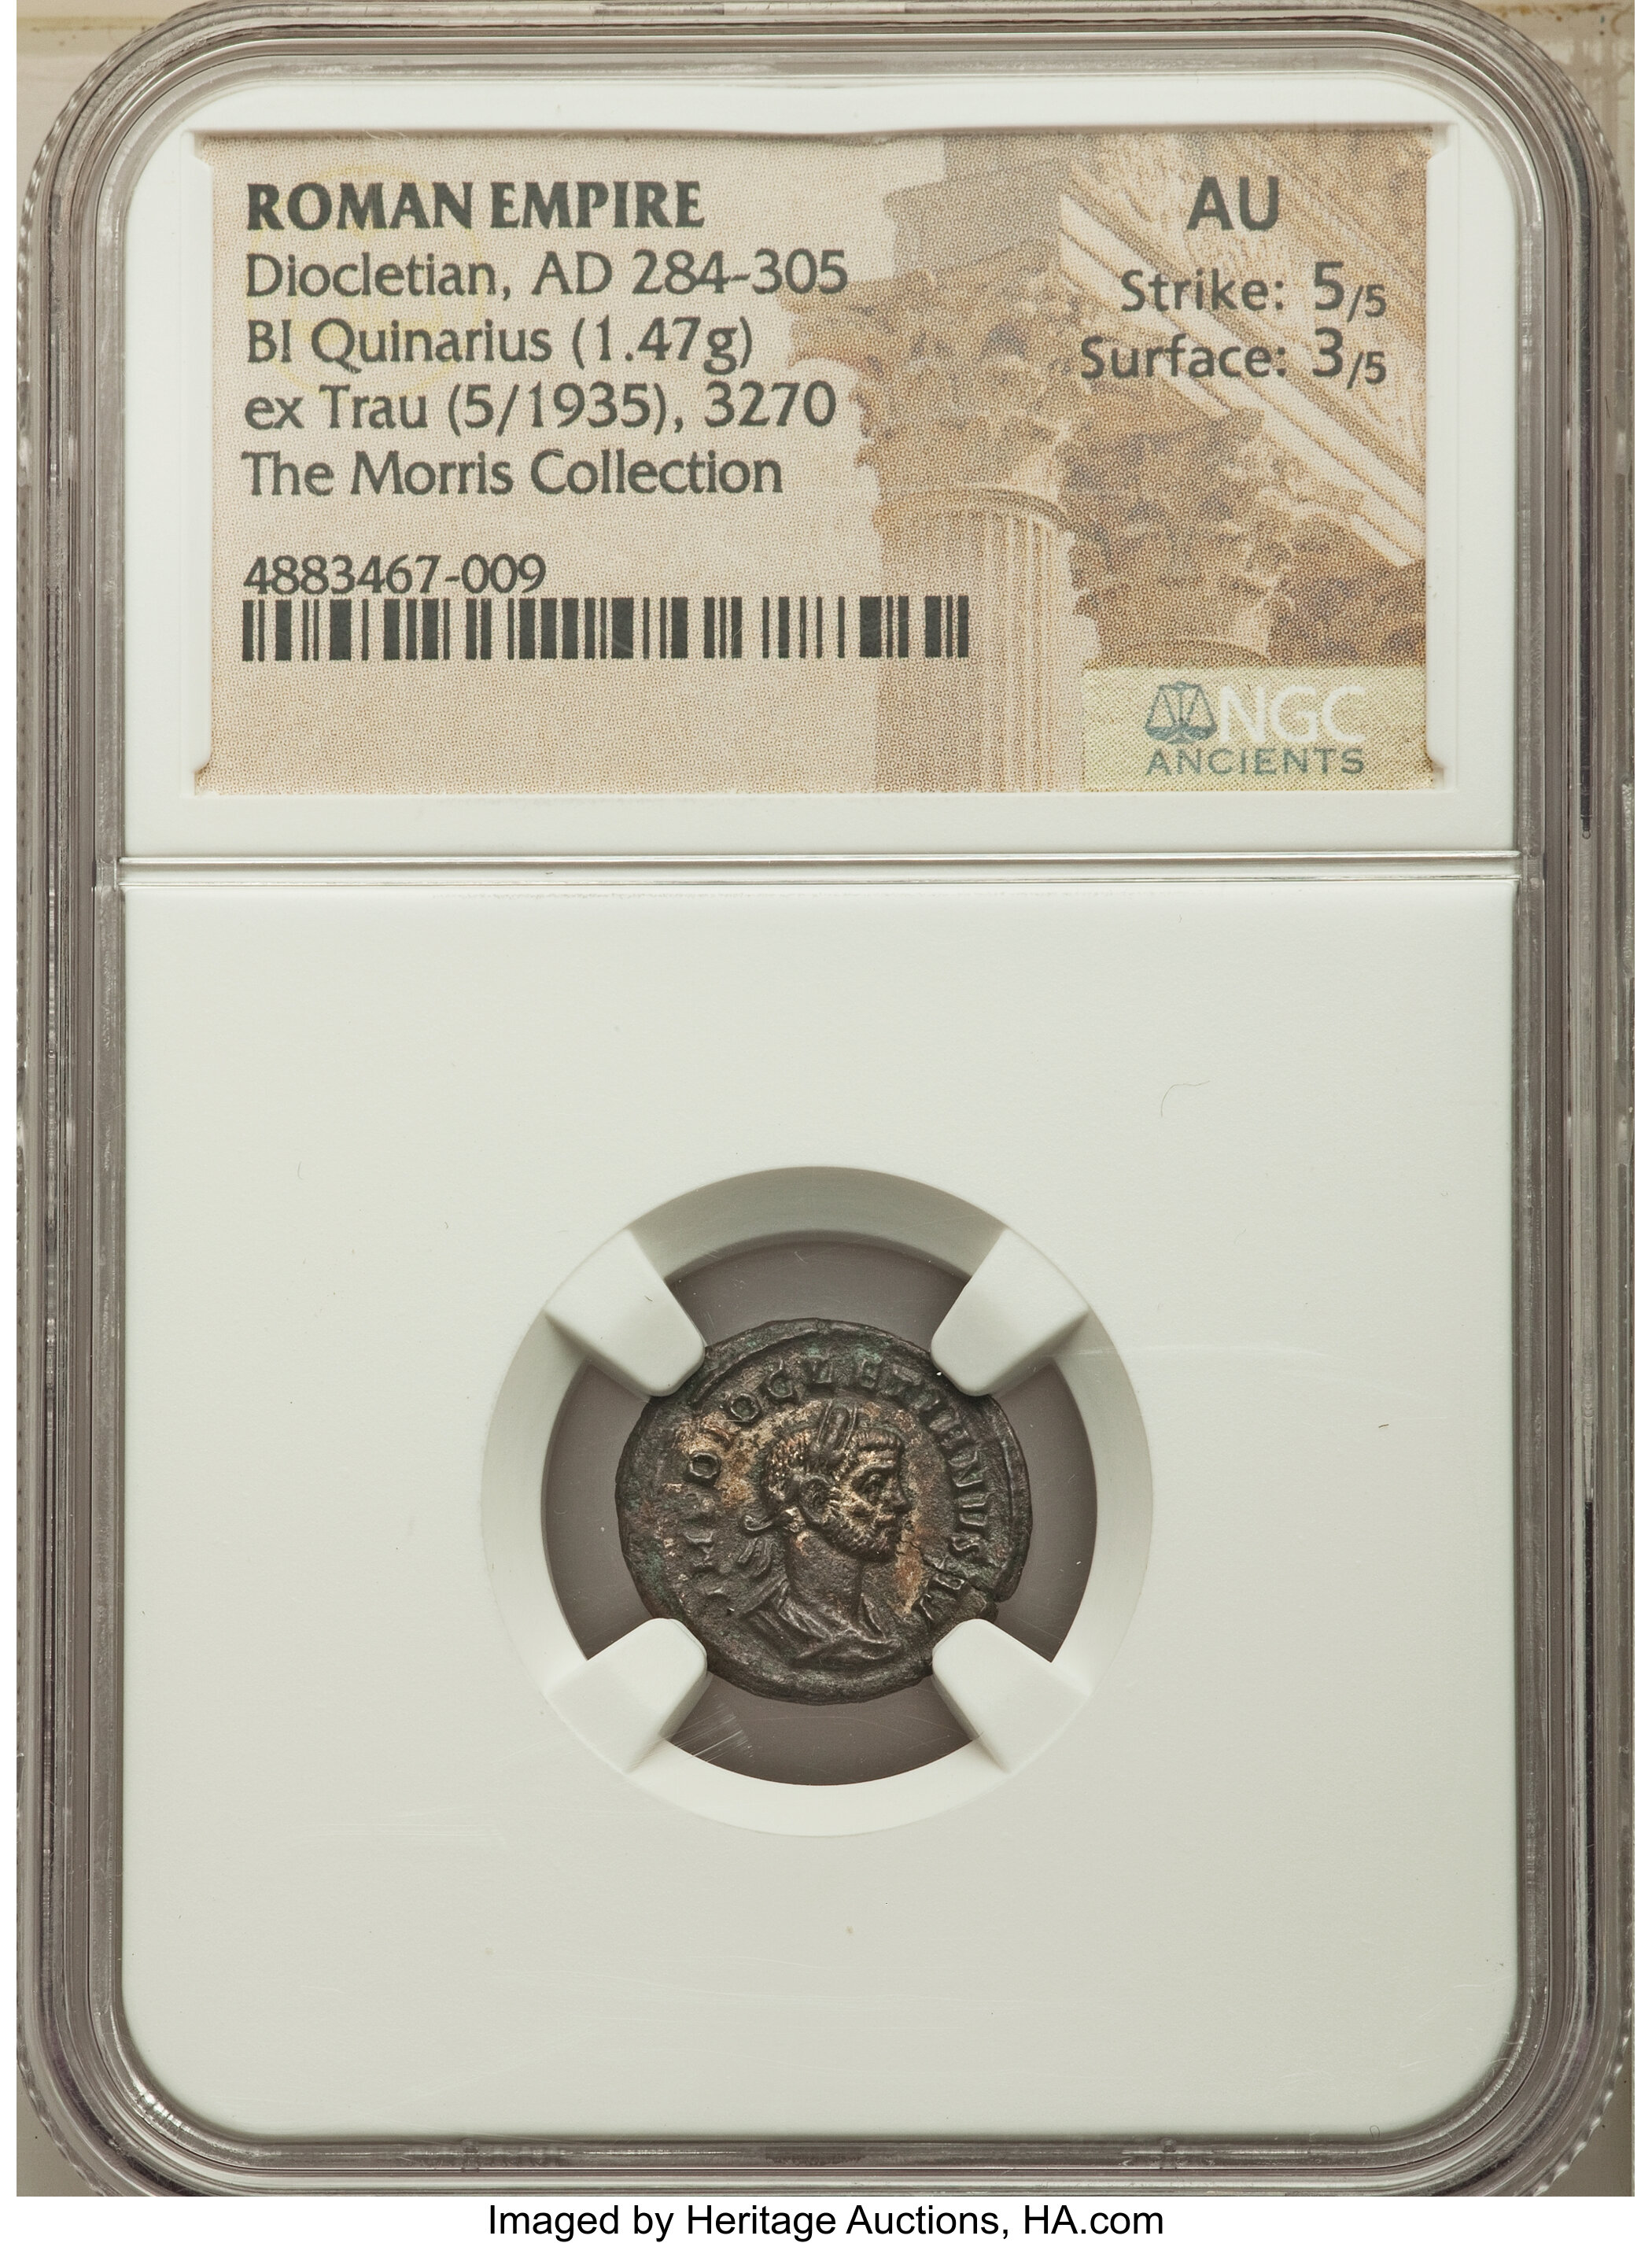 ROMAN EMPIRE
Diocletian, AD 284-305
BI Quinarius (1.47g)
ex Trau (5/1935), 3270
The Morris Collection
4883467-009
AU
Strike: 5/5
Surface: 3/5
NGC
ANCIENTS
Imaged by Heritage Auctions, HA.com